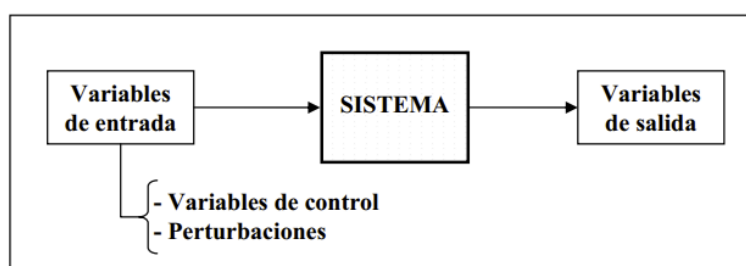 Variables
de entrada
SISTEMA
Variables
de salida
- Variables de control
- Perturbaciones